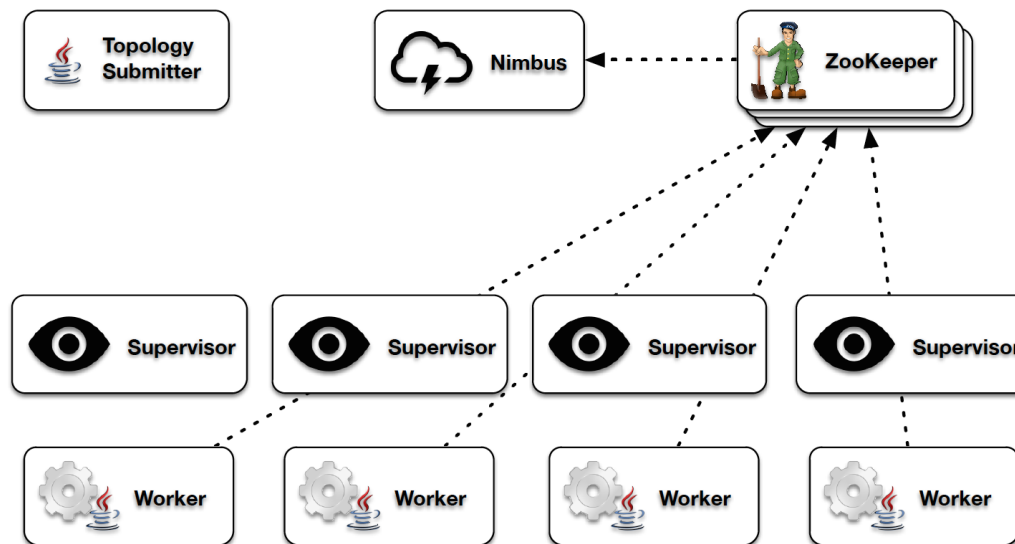 Topology
Submitter
Nimbus
ZooKeeper
Supervisor
Supervisor
Supervisor
Supervisor
Worker
Worker
Worker
Worker